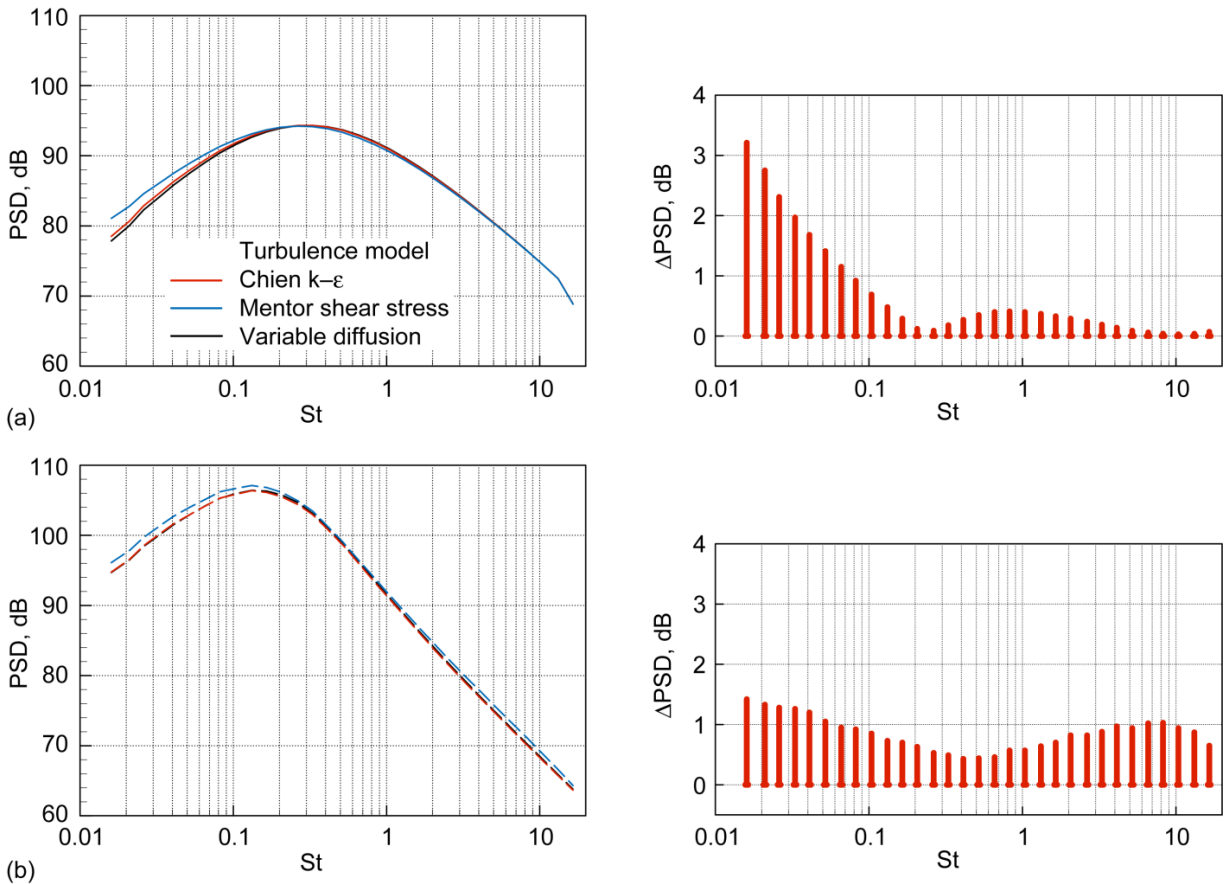 110
100
90
80
70
60
PSD, dB
Turbulence model
Chien k–ε
Mentor shear stress
Variable diffusion
0.01 0.1 1 10
St
(a)
4
3
2
1
0
ΔPSD, dB
0.01 0.1 1 10
St
110
100
90
80
70
60
PSD, dB
0.01 0.1 1 10
St
(b)
4
3
2
1
0
ΔPSD, dB
0.01 0.1 1 10
St